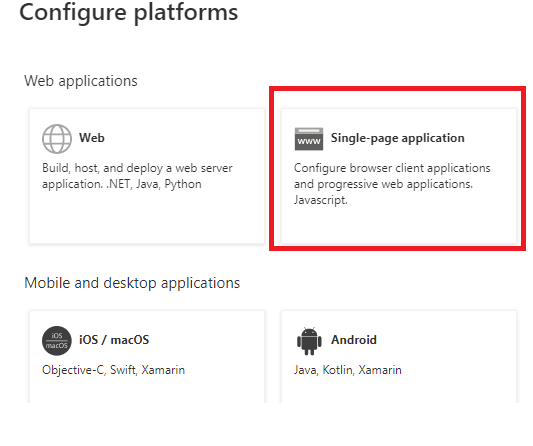 Configure platforms
Web applications
Web
Build, host, and deploy a web server
application. .NET, Java, Python
www
Single-page application
Configure browser client applications
and progressive web applications.
Javascript.
Mobile and desktop applications
iOS
macOS
iOS / macOS
Objective-C, Swift, Xamarin
Android
Java, Kotlin, Xamarin